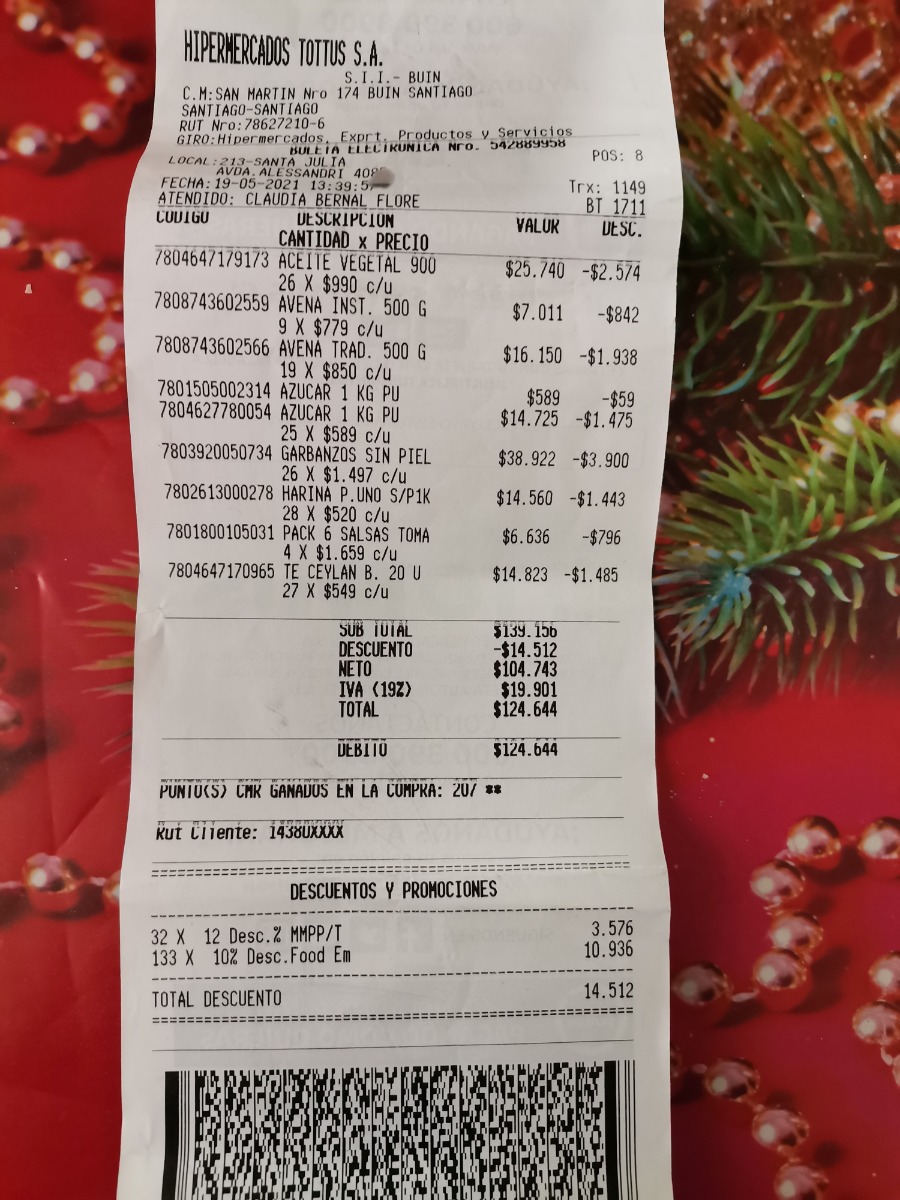 HIPERMERCADOS TOTTUS S.A.
S.I.I.- BUIN
C.M:SAN MARTIN Nro 174 BUIN SANTIAGO
SANTIAGO-SANTIAGO
RUT Nro:78627210-6
GIRO:Hipermercados, Exprt. Productos y Servicios
BOLETA ELECTRONICA Nro. 542889958
LOCAL:213-SANTA JULIA POS: 8
AVDA.ALESSANDRI
FECHA:19-05-2021 13:39:5 Trx: 1149
ATENDIDO: CLAUDIA BERNAL FLORE BT 1711
CODIGO DESCRIPCION VALOR DESC.
CANTIDAD x PRECIO
7804647179173 ACEITE VEGETAL 900 $25.740 -$2.574
26 X $990 c/u
7808743602559 AVENA INST. 500 G $7.011 -$842
9 X $779 c/u
7808743602566 AVENA TRAD. 500 G $16.150 -$1.938
19 X $850 c/u
7801505002314 AZUCAR 1 KG PU $589 -$59
7804627780054 AZUCAR 1 KG PU $14.725 -$1.475
25 X $589 c/u
7803920050734 GARBANZOS SIN PIEL $38.922 -$3.900
26 X $1.497 c/u
7802613000278 HARINA P.UNO S/P1K $14.560 -$1.443
28 X $520 c/u
7801800105031 PACK 6 SALSAS TOMA $6.636 -$796
4 X $1.659 c/u
7804647170965 TE CEYLAN B. 20 U $14.823 -$1.485
27 X $549 c/u
SUB TOTAL $139.156
DESCUENTO -$14.512
NETO $104.743
IVA (19%) $19.901
TOTAL $124.644
DEBITO $124.644
PUNTO(S) CMR GANADOS EN LA COMPRA: 207 **
Rut Cliente: 14380XXXX
DESCUENTOS Y PROMOCIONES
32 X 12 Desc.% MMPP/T 3.576
133 X 10% Desc.Food Em 10.936
TOTAL DESCUENTO 14.512